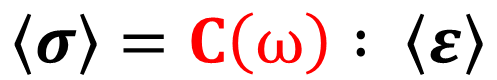 ⟨σ⟩ = C(ω) : ⟨ε⟩